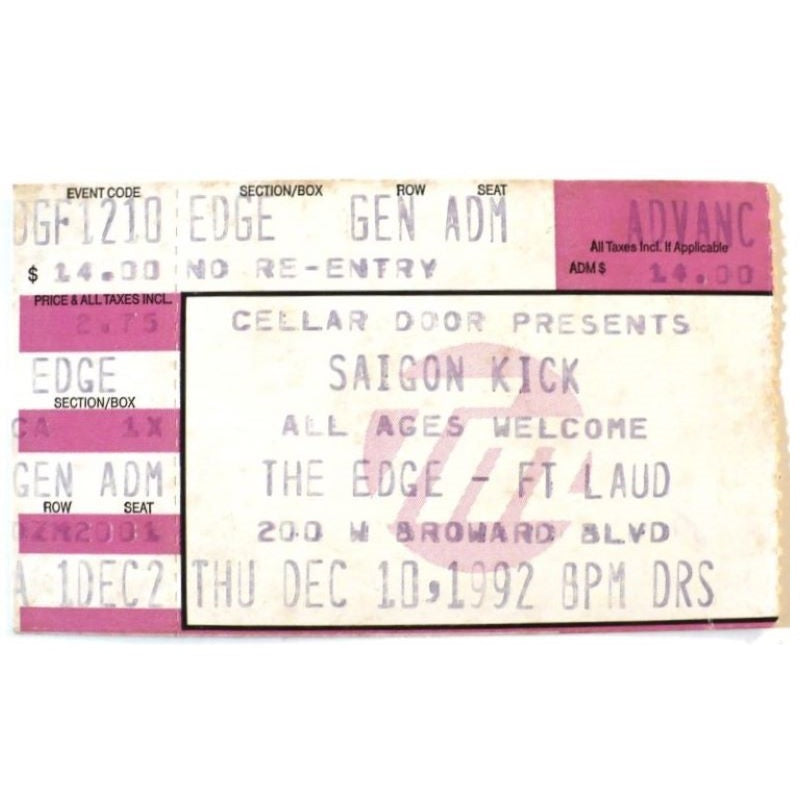 EVENT CODE SECTION/BOX ROW SEAT
DGF1210 EDGE GEN ADM ADVANC
All Taxes Incl. If Applicable
$ 14.00 NO RE-ENTRY ADM $ 14.00
PRICE & ALL TAXES INCL.
2.75
CELLAR DOOR PRESENTS
EDGE SAIGON KICK
SECTION/BOX
CA 1X ALL AGES WELCOME
GEN ADM THE EDGE - FT LAUD
ROW SEAT
OZM2001 200 W BROWARD BLVD
A 1DEC2 THU DEC 10,1992 8PM DRS